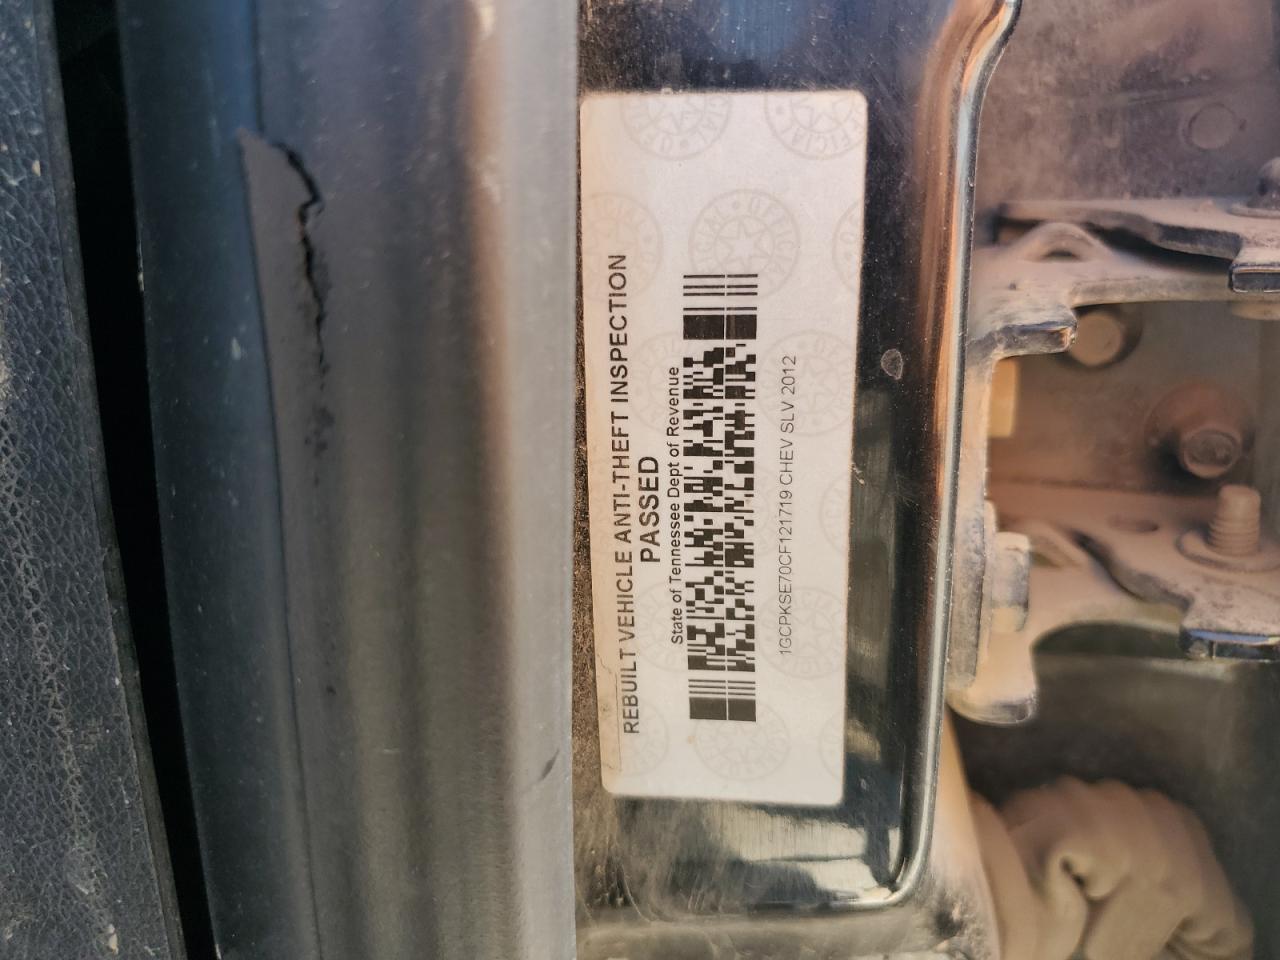 REBUILT VEHICLE ANTI-THEFT INSPECTION
PASSED
State of Tennessee Dept of Revenue
1GCPKSE70CF121719 CHEV SLV 2012